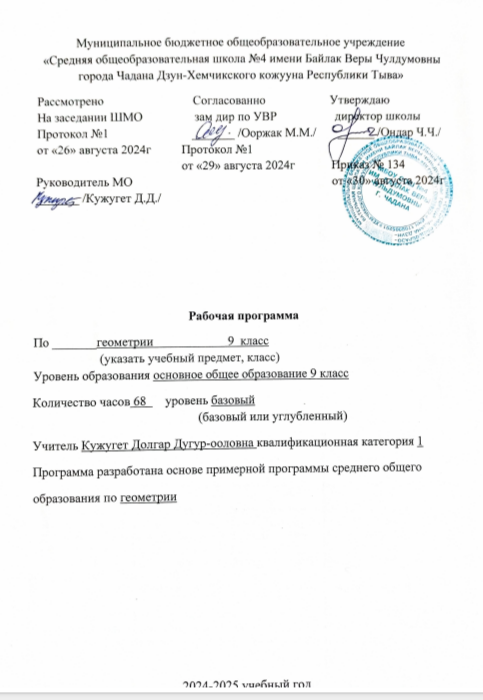 Муниципальное бюджетное общеобразовательное учреждение
«Средняя общеобразовательная школа №4 имени Байлак Веры Чулдумовны
города Чадана Дзун-Хемчикского кожууна Республики Тыва»
Рассмотрено Согласованно Утверждаю
На заседании ШМО зам дир по УВР директор школы
Протокол №1 /Ооржак М.М./ /Ондар Ч.Ч./
от «26» августа 2024г Протокол №1
от «29» августа 2024г Приказ № 134
Руководитель МО от «30» августа 2024г
/Кужугет Д.Д./
Рабочая программа
По геометрии 9 класс
(указать учебный предмет, класс)
Уровень образования основное общее образование 9 класс
Количество часов 68 уровень базовый
(базовый или углубленный)
Учитель Кужугет Долгар Дугур-ооловна квалификационная категория 1
Программа разработана основе примерной программы среднего общего
образования по геометрии
2024-2025 учебный год